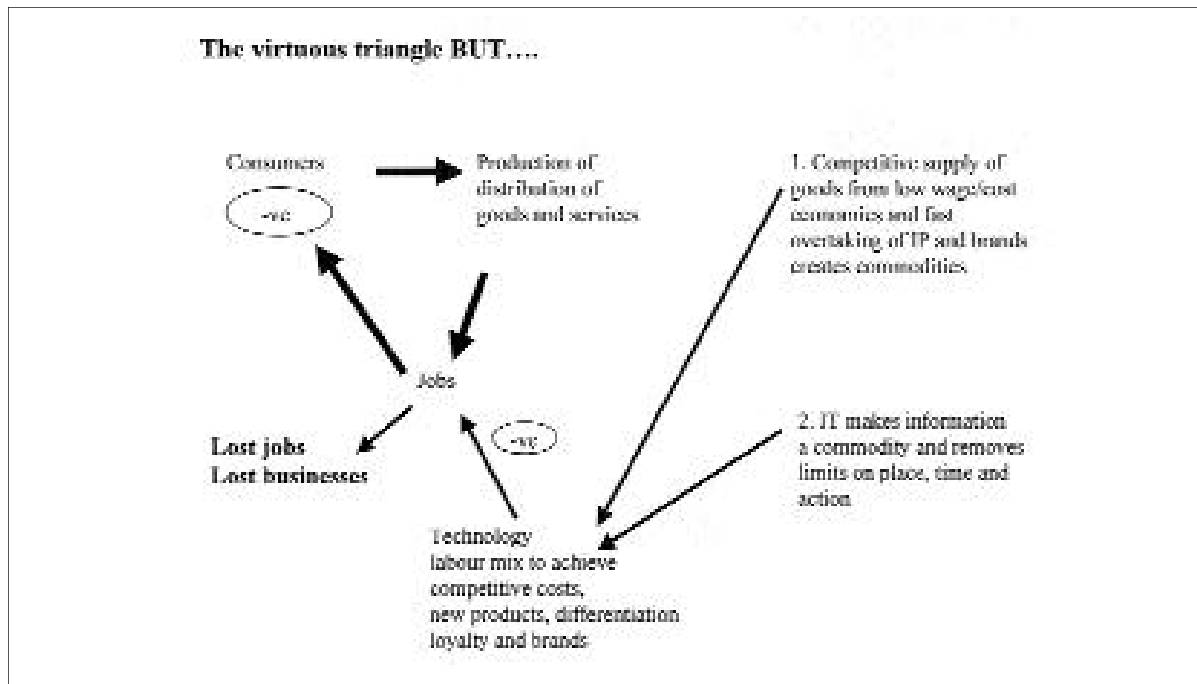 The virtuous triangle BUT….
Consumers
-ve
Production of
distribution of
goods and services
1. Competitive supply of
goods from low wage/cost
economies and fast
overtaking of IP and brands
creates commodities
Jobs
-ve
Lost jobs
Lost businesses
2. IT makes information
a commodity and removes
limits on place, time and
action
Technology
labour mix to achieve
competitive costs,
new products, differentiation
loyalty and brands